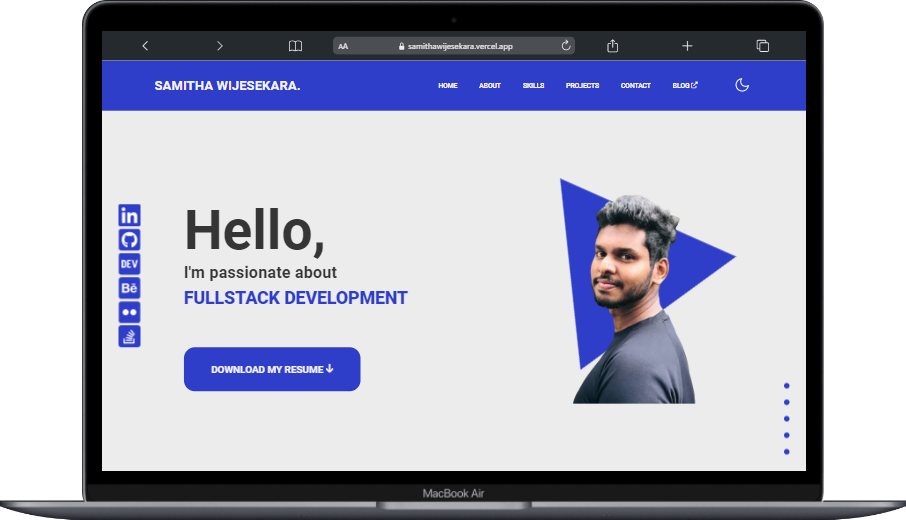 AA samithawijesekara.vercel.app
SAMITHA WIJESEKARA. HOME ABOUT SKILLS PROJECTS CONTACT BLOG
in
DEV
Bē
Hello,
I'm passionate about
FULLSTACK DEVELOPMENT
DOWNLOAD MY RESUME
MacBook Air